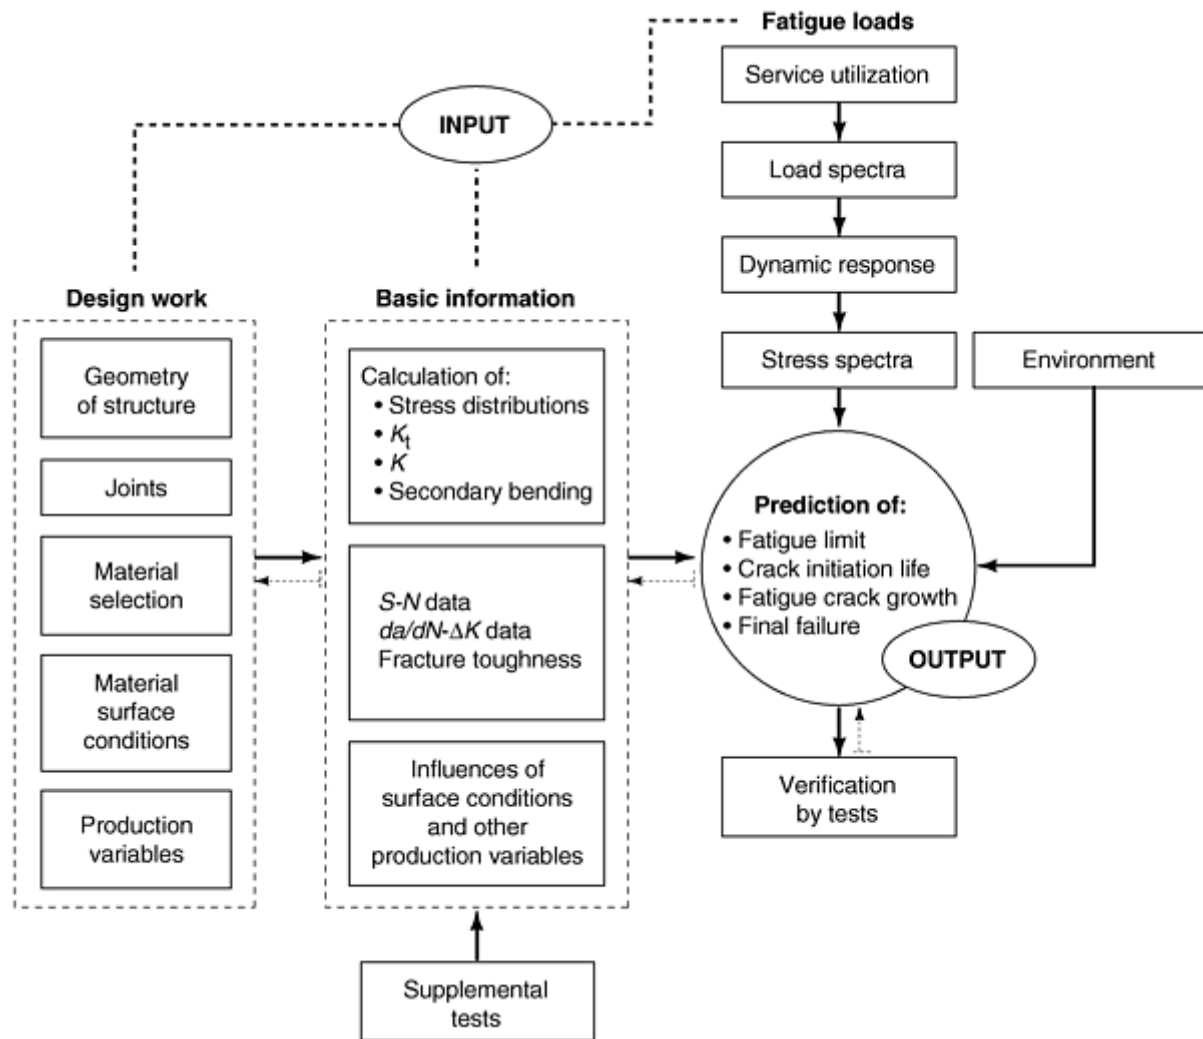 Fatigue loads
Service utilization
INPUT
Load spectra
Dynamic response
Design work
Basic information
Stress spectra
Environment
Geometry
of structure
Joints
Material
selection
Material
surface
conditions
Production
variables
Calculation of:
• Stress distributions
• Kt
• K
• Secondary bending
S-N data
da/dN-ΔK data
Fracture toughness
Influences of
surface conditions
and other
production variables
Supplemental
tests
Prediction of:
• Fatigue limit
• Crack initiation life
• Fatigue crack growth
• Final failure
OUTPUT
Verification
by tests